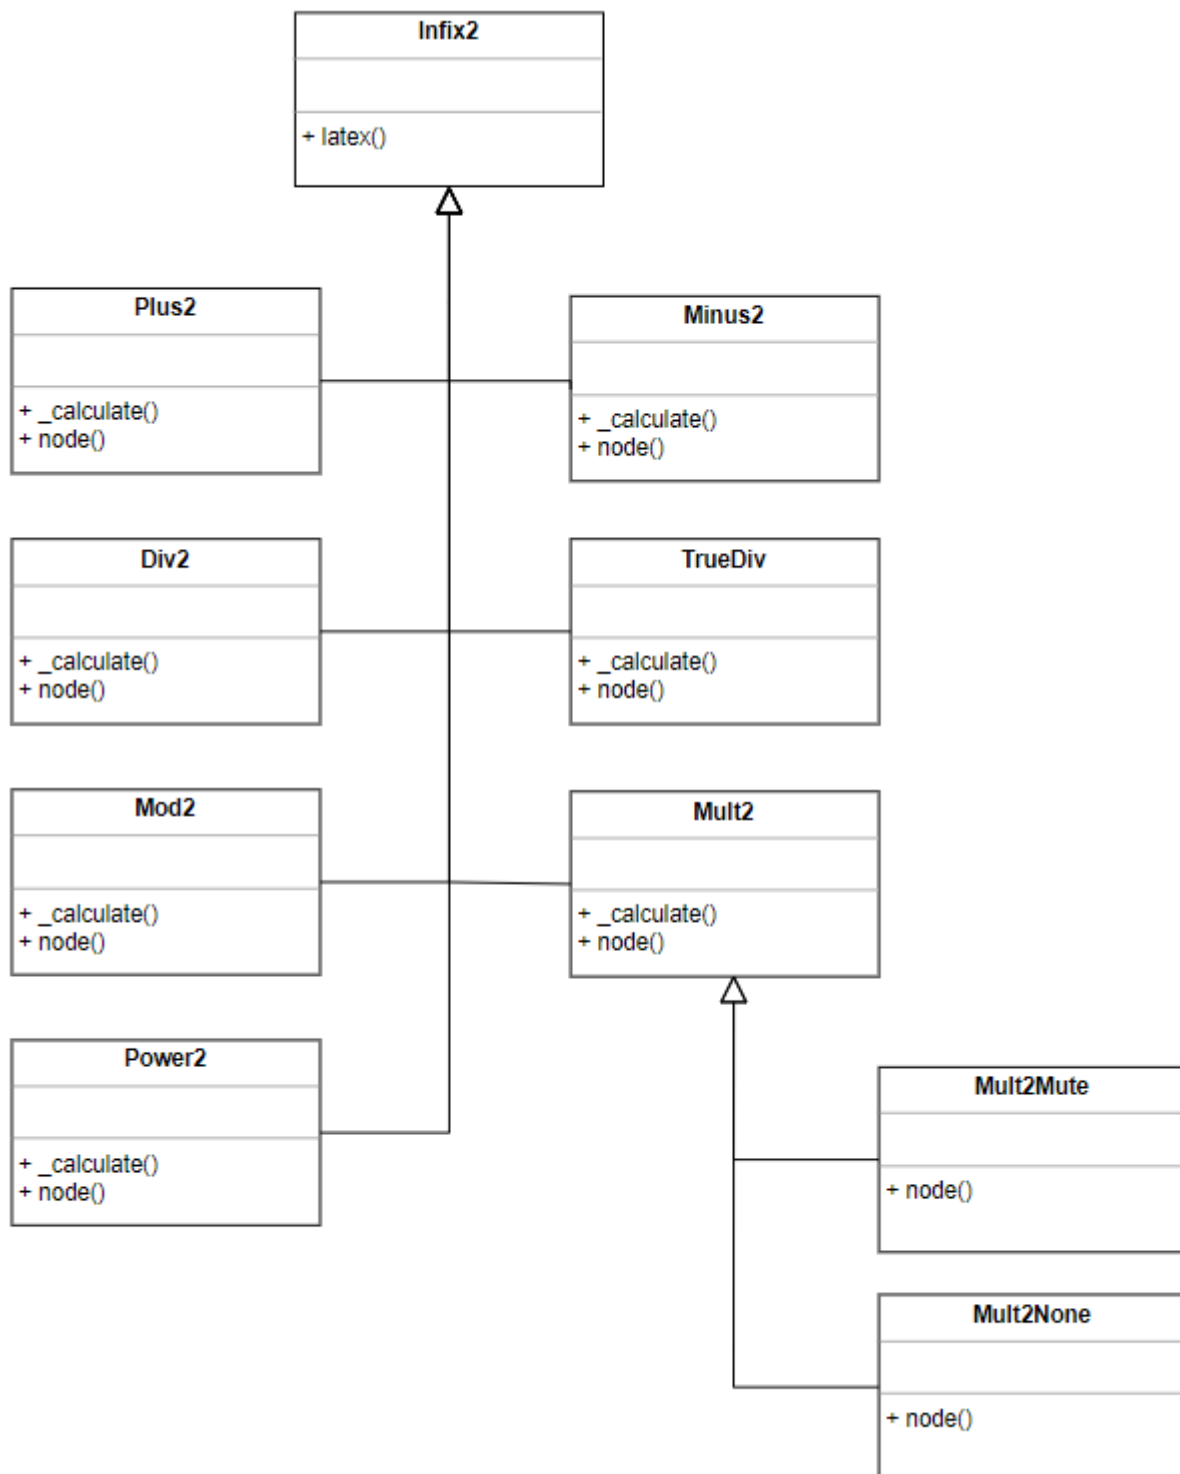 Infix2
+ latex()
Plus2
+ _calculate()
+ node()
Minus2
+ _calculate()
+ node()
Div2
+ _calculate()
+ node()
TrueDiv
+ _calculate()
+ node()
Mod2
+ _calculate()
+ node()
Mult2
+ _calculate()
+ node()
Power2
+ _calculate()
+ node()
Mult2Mute
+ node()
Mult2None
+ node()